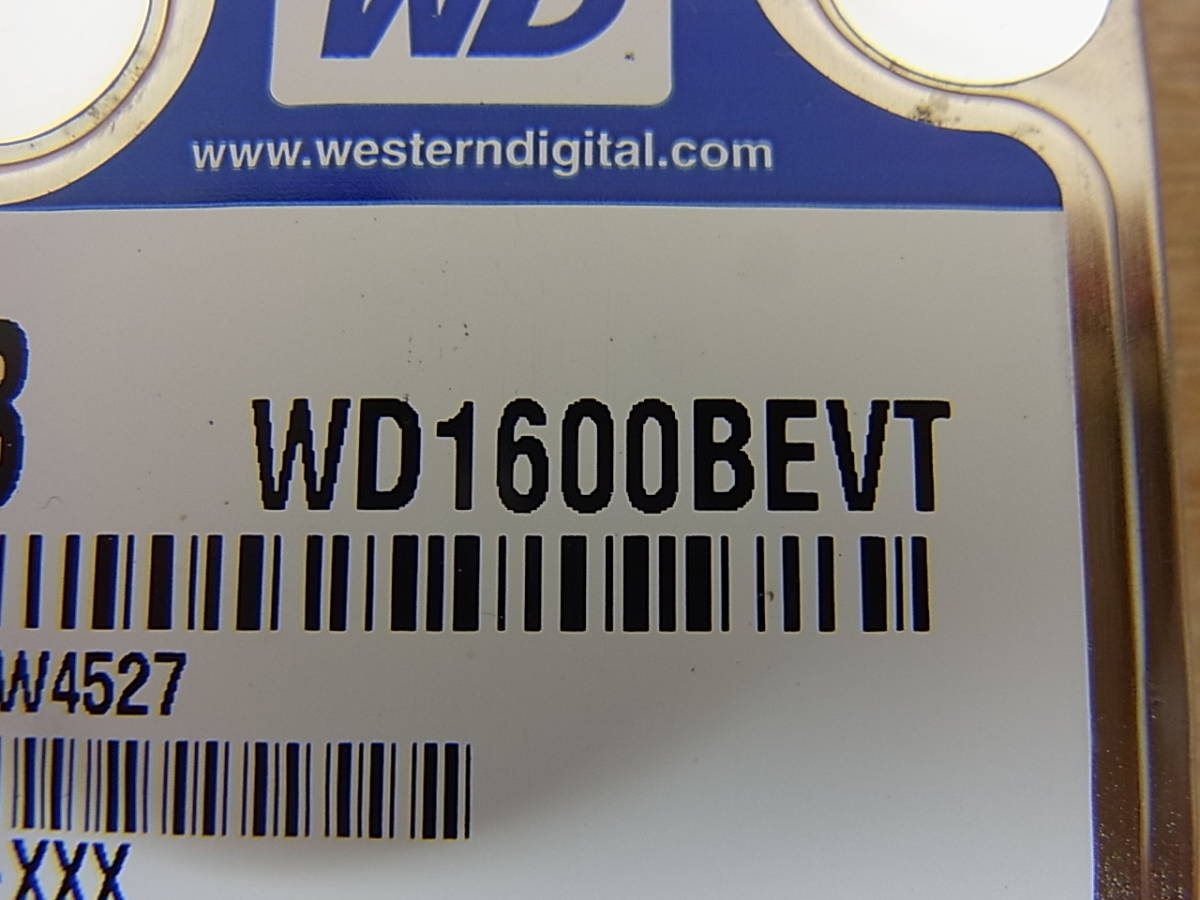 WD
www.westerndigital.com
B
WD1600BEVT
W4527
-XXX